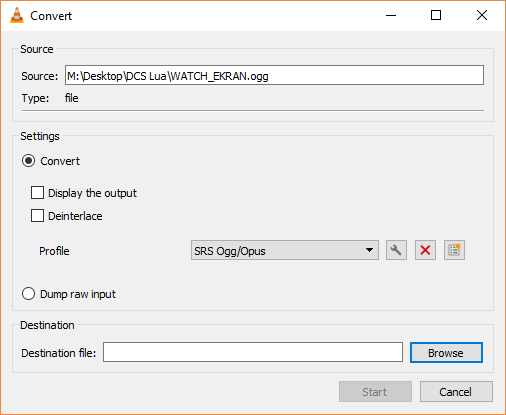 Convert
Source
Source: M:\Desktop\DCS Lua\WATCH_EKRAN.ogg
Type: file
Settings
Convert
Display the output
Deinterlace
Profile SRS Ogg/Opus
Dump raw input
Destination
Destination file: Browse
Start Cancel